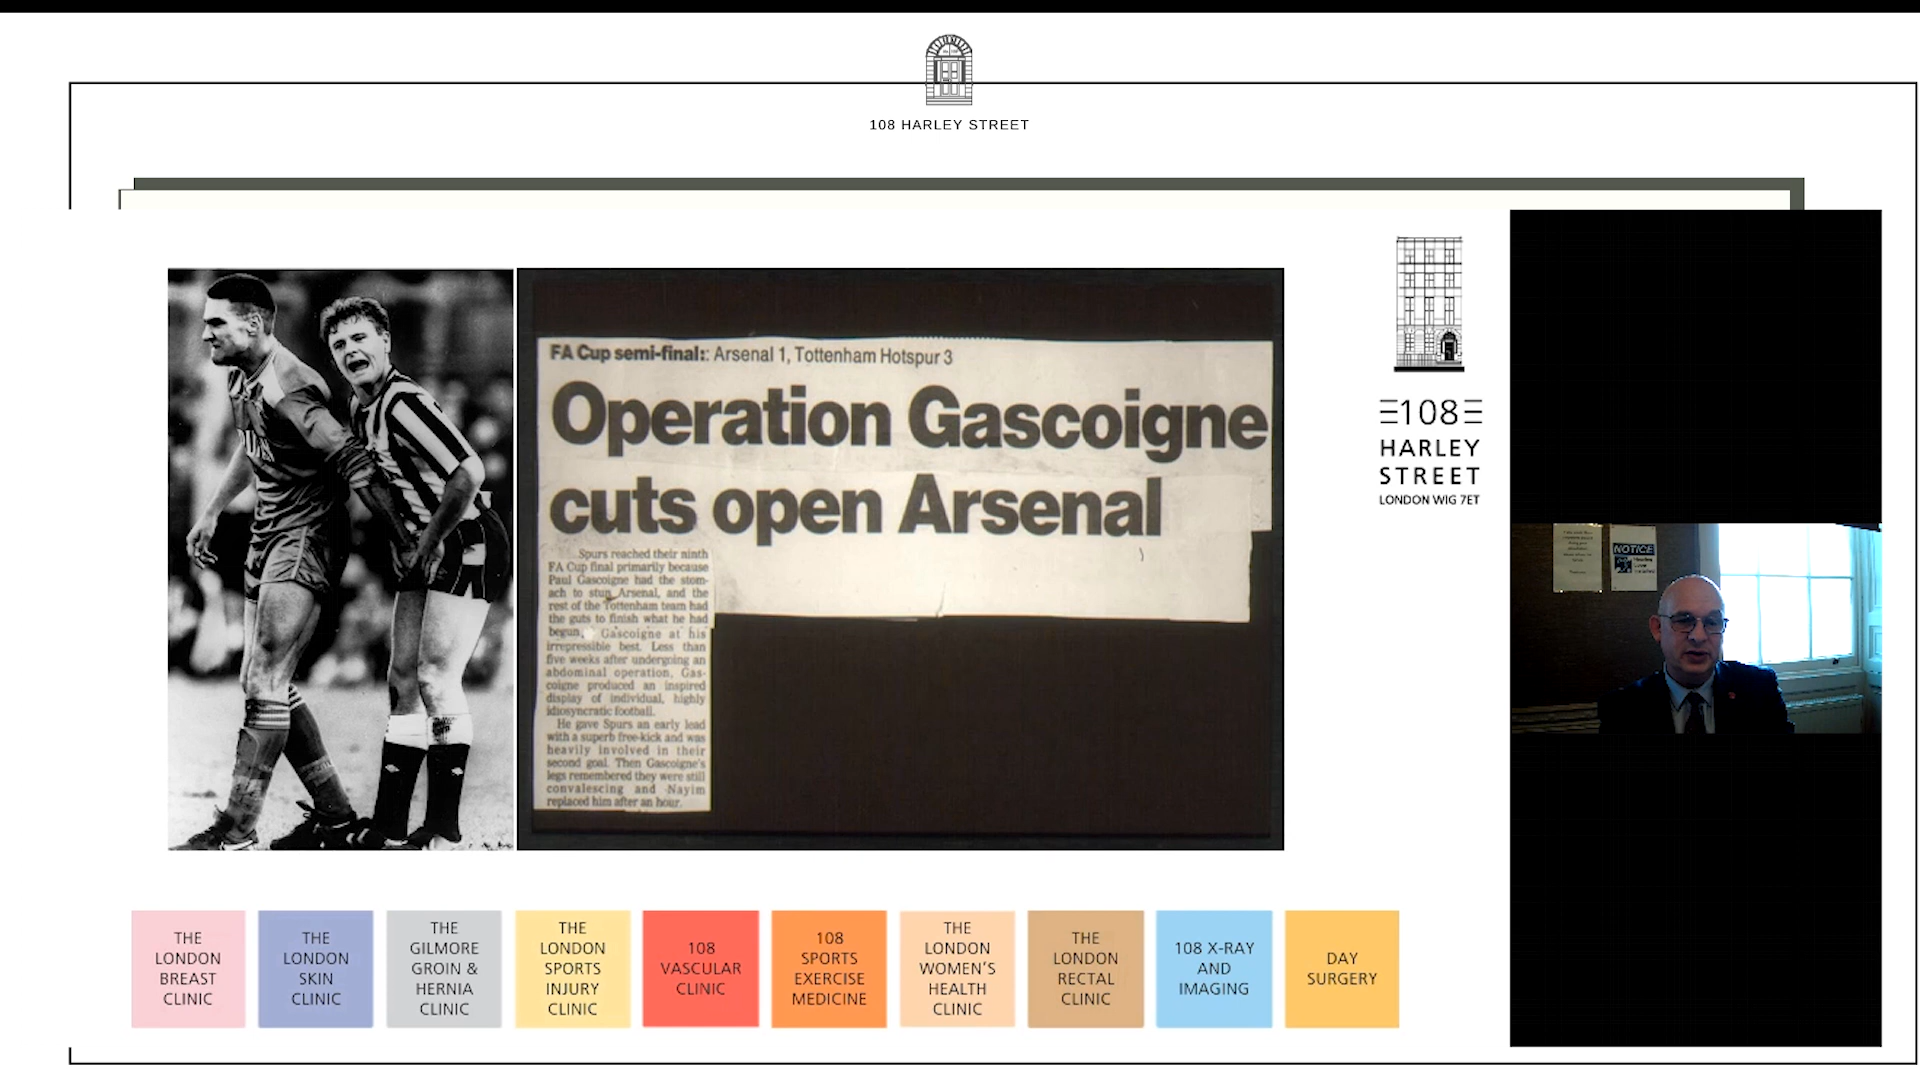 108 HARLEY STREET
FA Cup semi-final:: Arsenal 1, Tottenham Hotspur 3
Operation Gascoigne
cuts open Arsenal
Spurs reached their ninth
FA Cup final primarily because
Paul Gascoigne had the stom-
ach to stun Arsenal, and the
rest of the Tottenham team had
the guts to finish what he had
begun. Gascoigne at his
irrepressible best. Less than
five weeks after undergoing an
abdominal operation, Gas-
coigne produced an inspired
display of individual, highly
idiosyncratic football.
He gave Spurs an early lead
with a superb free-kick and was
heavily involved in their
second goal. Then Gascoigne's
legs remembered they were still
convalescing and Nayim
replaced him after an hour.
108
HARLEY
STREET
LONDON W1G 7ET
NOTICE
THE
LONDON
BREAST
CLINIC
THE
LONDON
SKIN
CLINIC
THE
GILMORE
GROIN &
HERNIA
CLINIC
THE
LONDON
SPORTS
INJURY
CLINIC
108
VASCULAR
CLINIC
108
SPORTS
EXERCISE
MEDICINE
THE
LONDON
WOMEN'S
HEALTH
CLINIC
THE
LONDON
RECTAL
CLINIC
108 X-RAY
AND
IMAGING
DAY
SURGERY